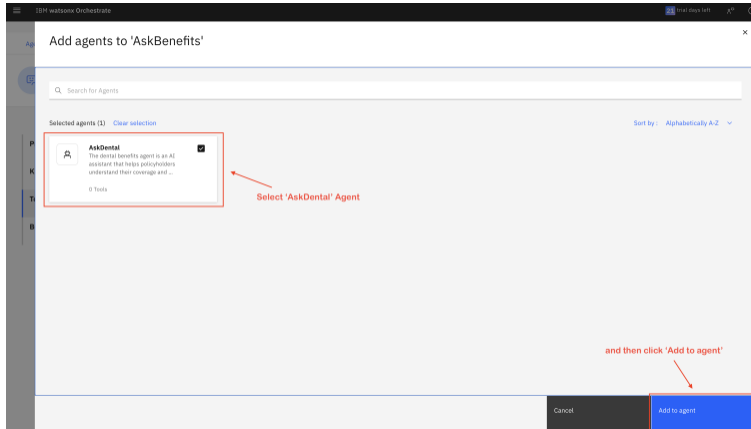 IBM watsonx Orchestrate
21 trial days left
Add agents to 'AskBenefits'
Search for Agents
Selected agents (1) Clear selection
Sort by : Alphabetically A-Z
AskDental
The dental benefits agent is an AI
assistant that helps policyholders
understand their coverage and ...
0 Tools
Select 'AskDental' Agent
and then click 'Add to agent'
Cancel
Add to agent